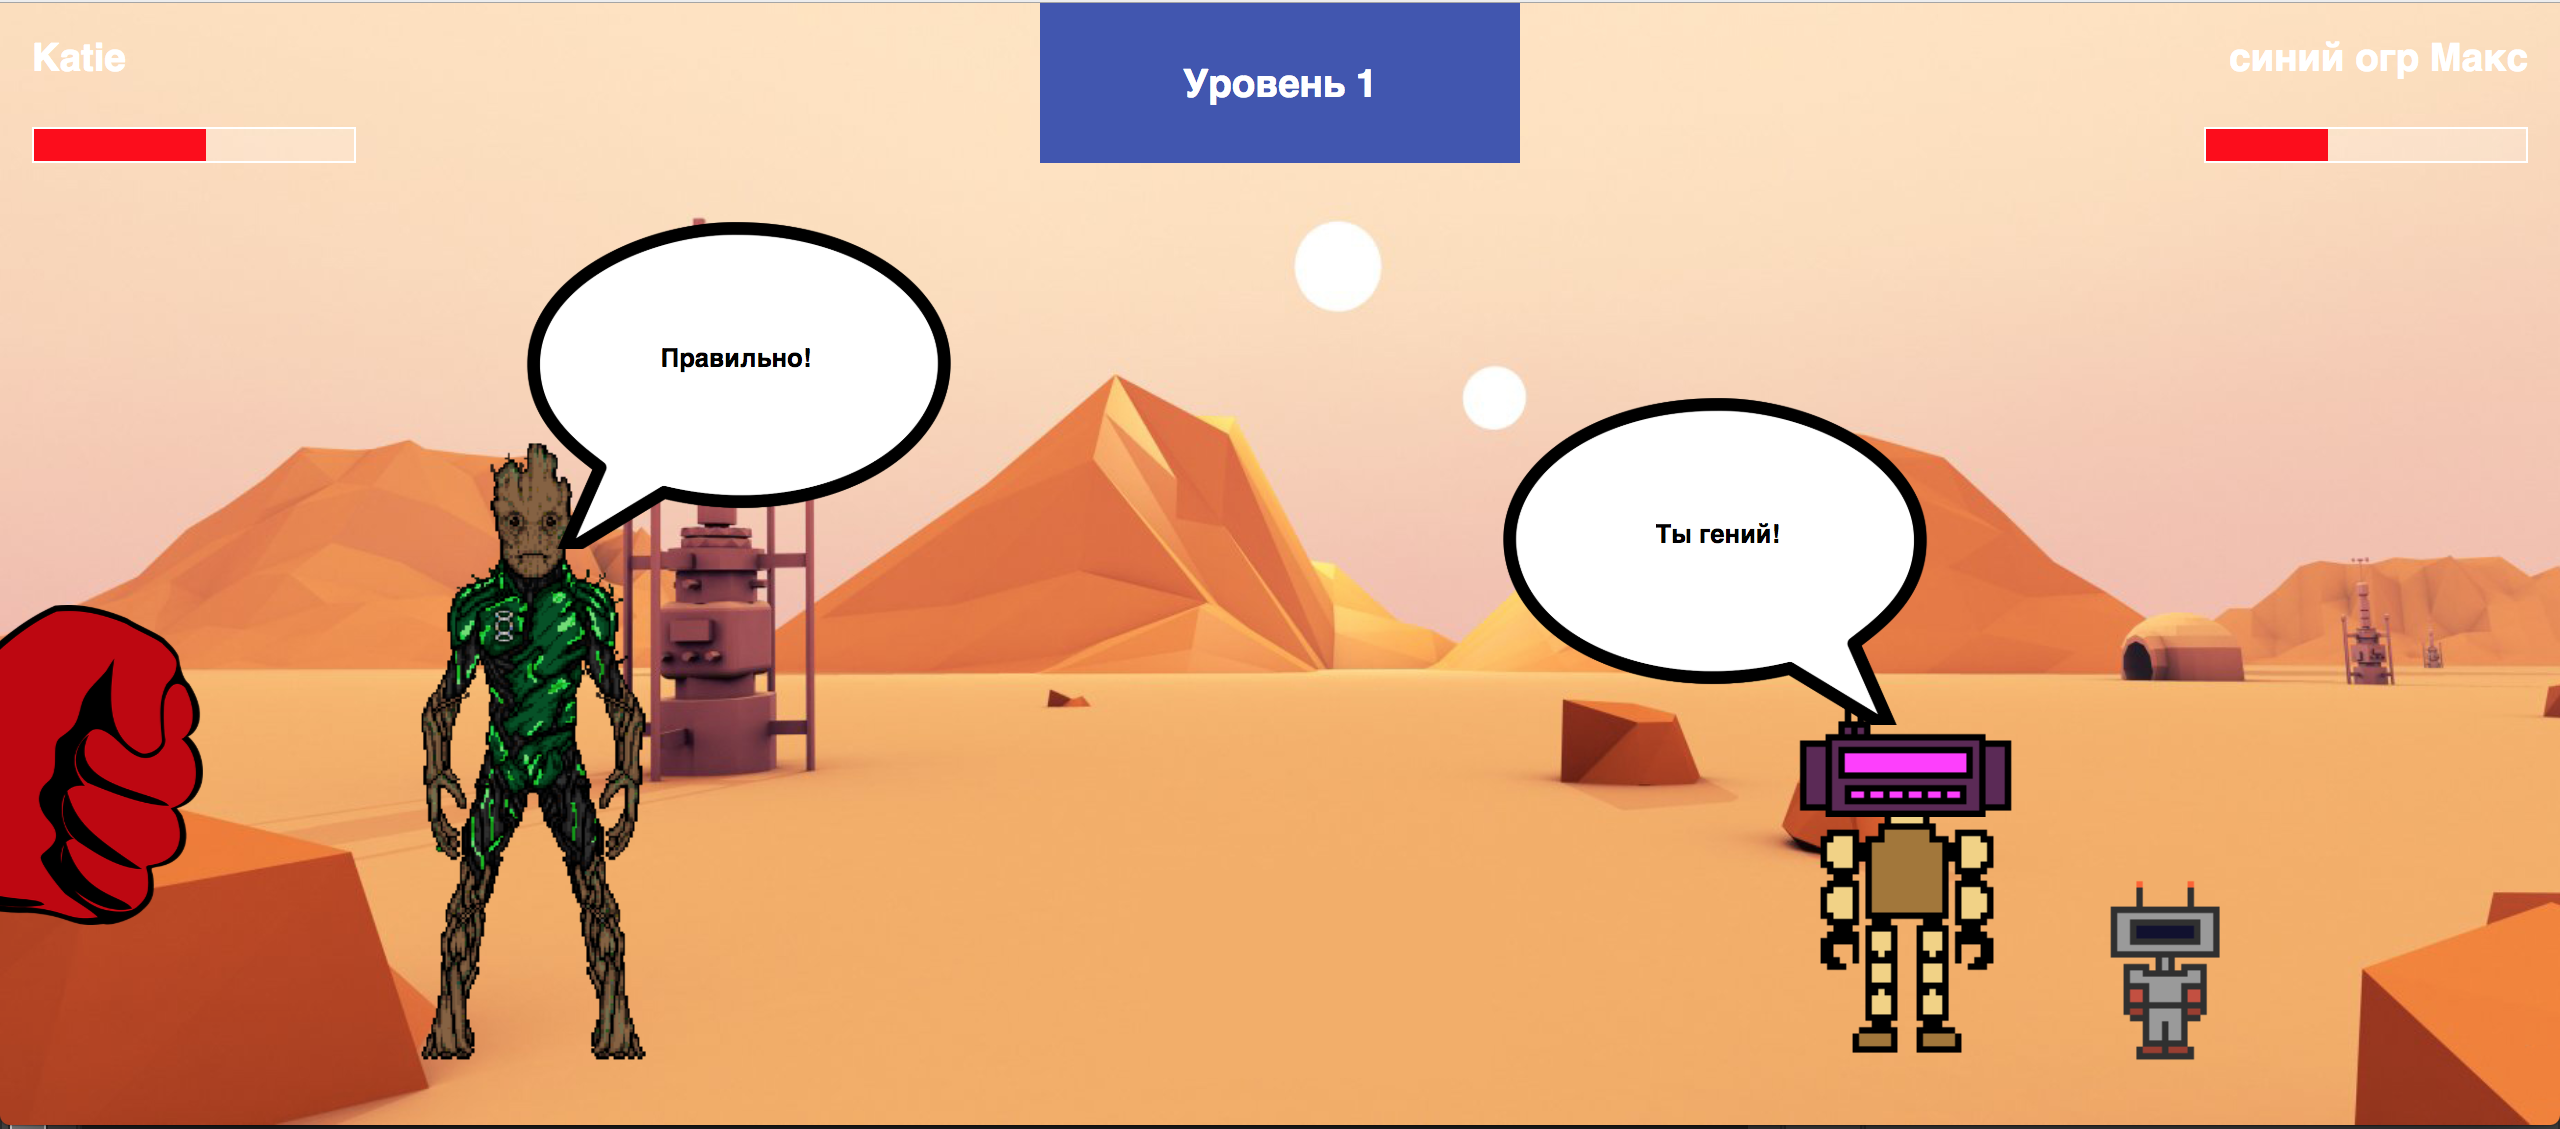 Katie
Уровень 1
синий огр Макс
Правильно!
Ты гений!